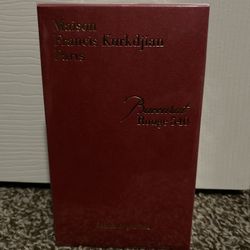 Maison
Francis Kurkdjian
Paris
Baccarat
Rouge 540